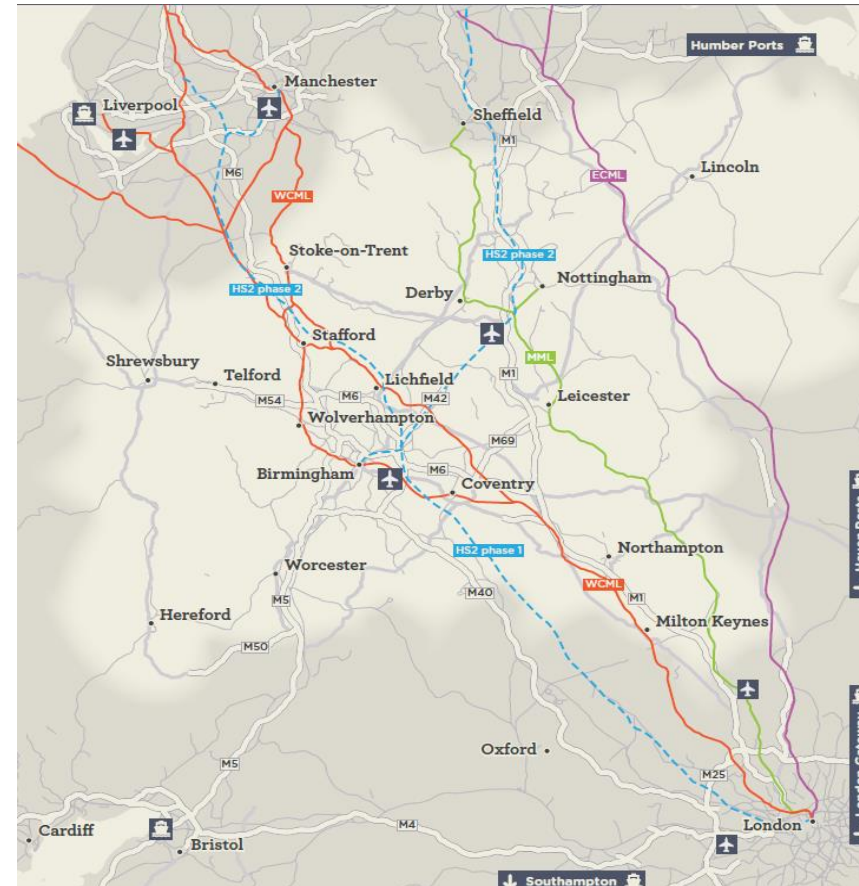 Humber Ports
Manchester
Liverpool
Sheffield
M1
M6
ECML
Lincoln
WCML
Stoke-on-Trent
HS2 phase 2
Nottingham
HS2 phase 2
Derby
Stafford
MML
Shrewsbury
Telford
M6
Lichfield
M1
M54
M42
Leicester
Wolverhampton
M69
Birmingham
M6
Coventry
HS2 phase 1
Northampton
Worcester
WCML
M5
M40
M1
Hereford
Milton Keynes
M50
Oxford
M5
M25
London
Cardiff
M4
Bristol
Southampton